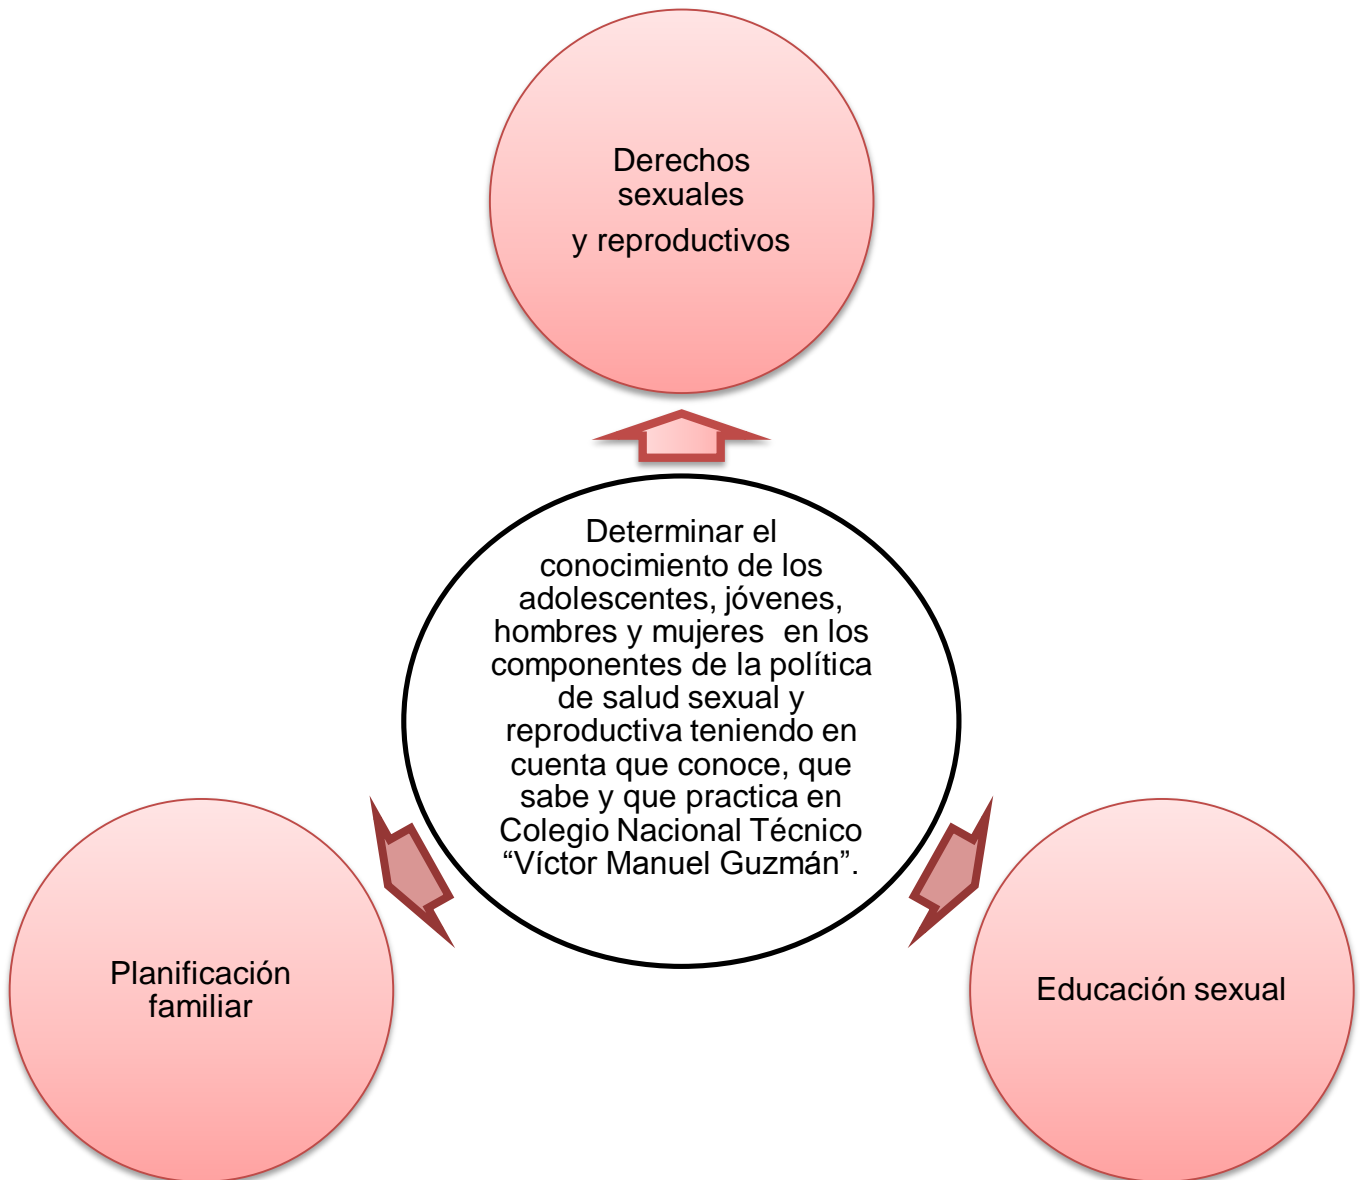 Derechos
sexuales
y reproductivos
Determinar el
conocimiento de los
adolescentes, jóvenes,
hombres y mujeres en los
componentes de la política
de salud sexual y
reproductiva teniendo en
cuenta que conoce, que
sabe y que practica en
Colegio Nacional Técnico
“Víctor Manuel Guzmán”.
Planificación
familiar
Educación sexual